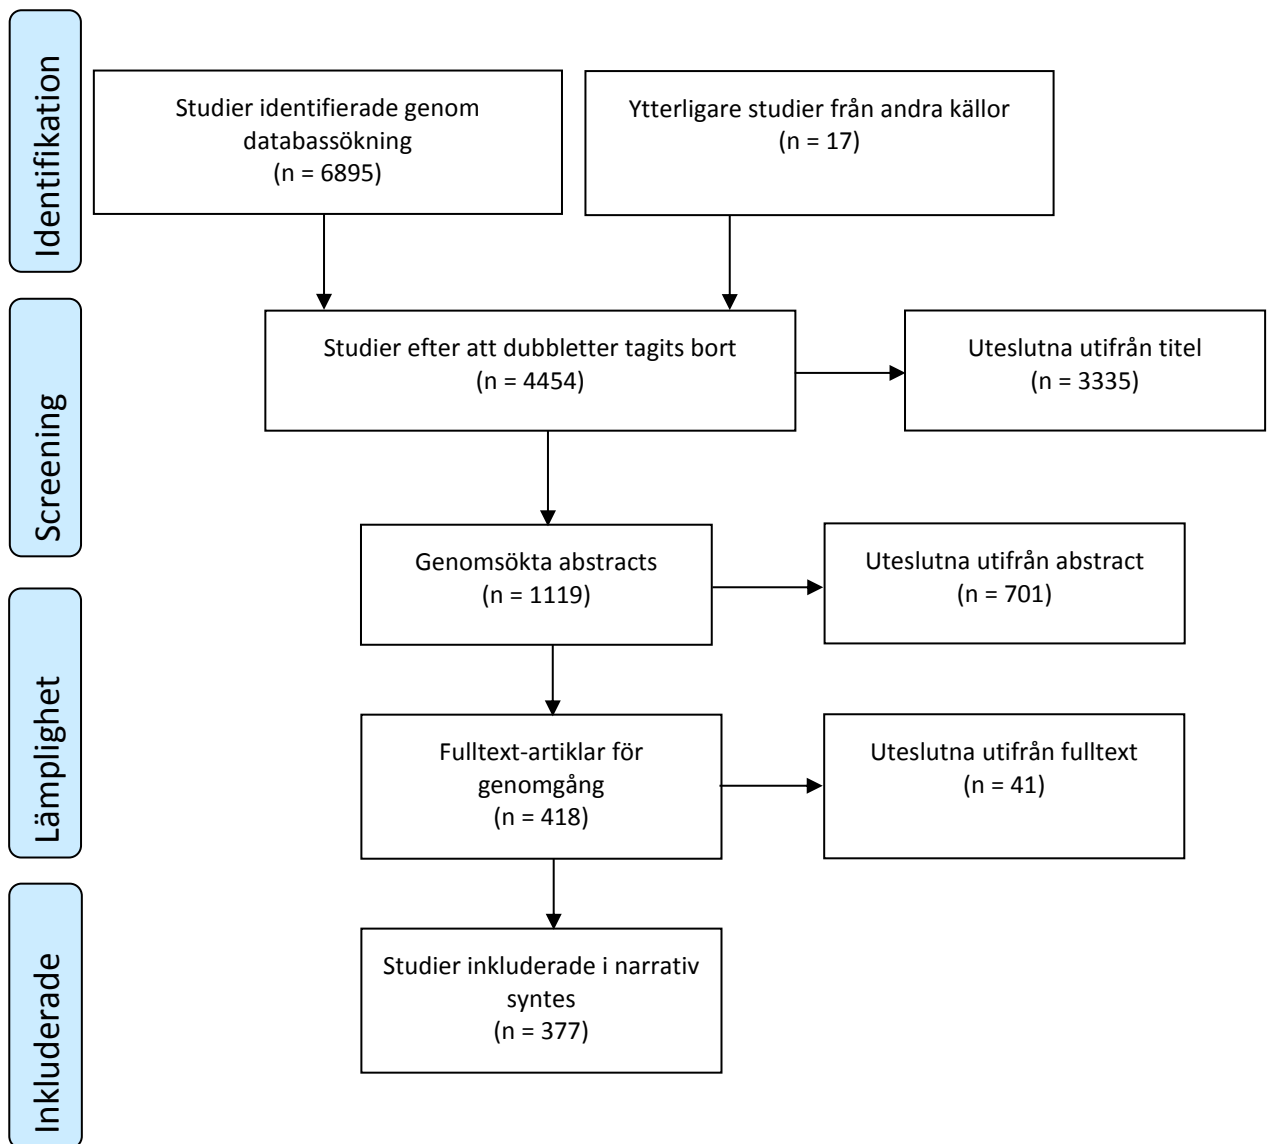 Identifikation
Studier identifierade genom
databassökning
(n = 6895)
Ytterligare studier från andra källor
(n = 17)
Screening
Studier efter att dubbletter tagits bort
(n = 4454)
Uteslutna utifrån titel
(n = 3335)
Genomsökta abstracts
(n = 1119)
Uteslutna utifrån abstract
(n = 701)
Lämplighet
Fulltext-artiklar för
genomgång
(n = 418)
Uteslutna utifrån fulltext
(n = 41)
Inkluderade
Studier inkluderade i narrativ
syntes
(n = 377)